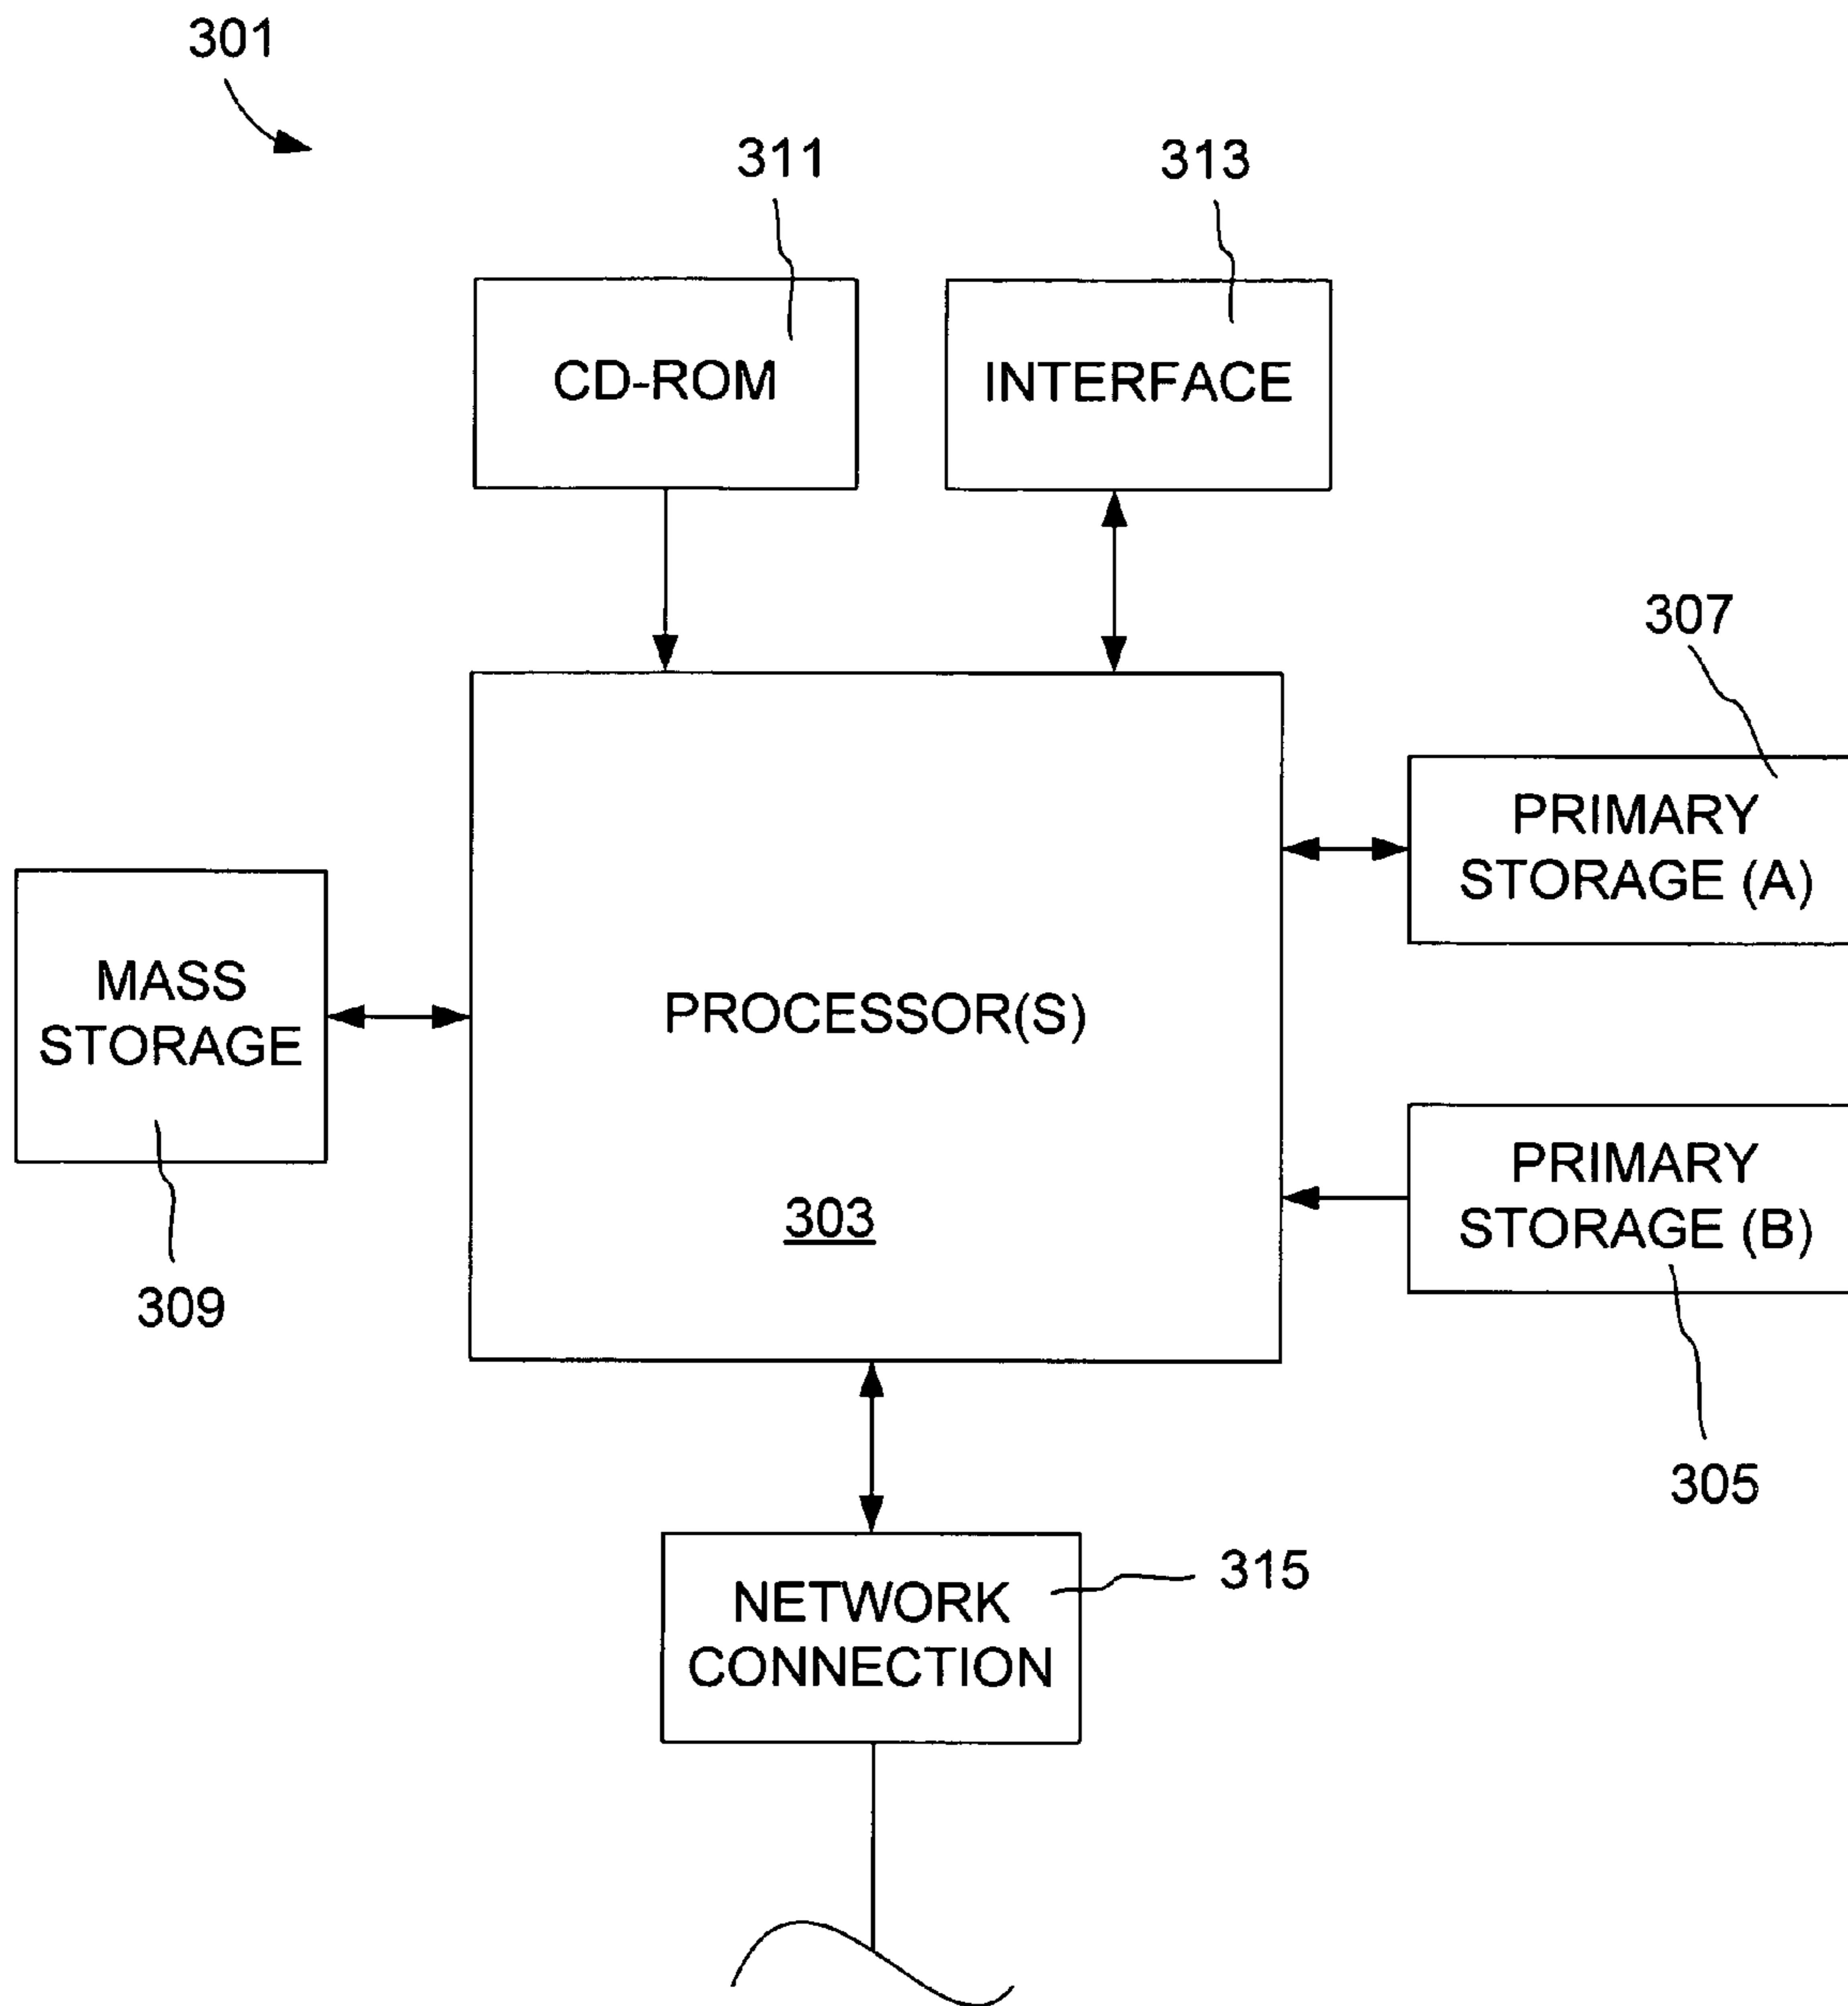 301
311
313
CD-ROM
INTERFACE
307
PRIMARY
STORAGE (A)
MASS
STORAGE
PROCESSOR(S)
PRIMARY
STORAGE (B)
303
309
305
315
NETWORK
CONNECTION